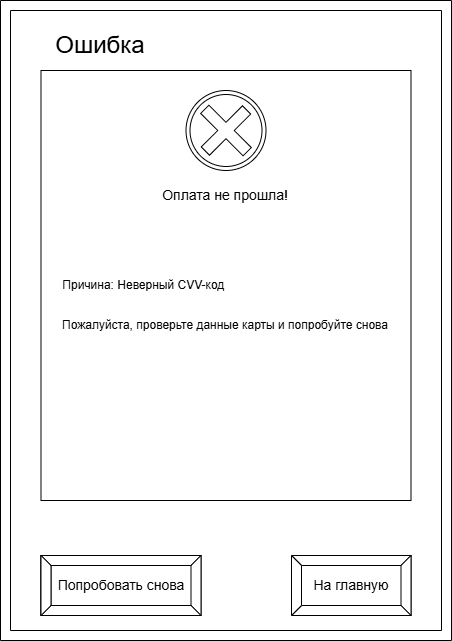 Ошибка
Оплата не прошла!
Причина: Неверный CVV-код
Пожалуйста, проверьте данные карты и попробуйте снова
Попробовать снова
На главную